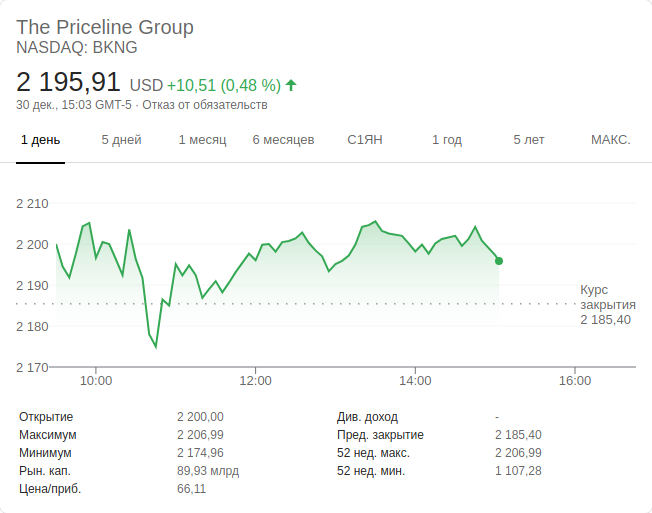 The Priceline Group
NASDAQ: BKNG
2 195,91 USD +10,51 (0,48 %)
30 дек., 15:03 GMT-5 · Отказ от обязательств
1 день 5 дней 1 месяц 6 месяцев С1ЯН 1 год 5 лет МАКС.
2 210
2 200
2 190
2 180
2 170
Курс
закрытия
2 185,40
10:00 12:00 14:00 16:00
Открытие 2 200,00 Див. доход -
Максимум 2 206,99 Пред. закрытие 2 185,40
Минимум 2 174,96 52 нед. макс. 2 206,99
Рын. кап. 89,93 млрд 52 нед. мин. 1 107,28
Цена/приб. 66,11